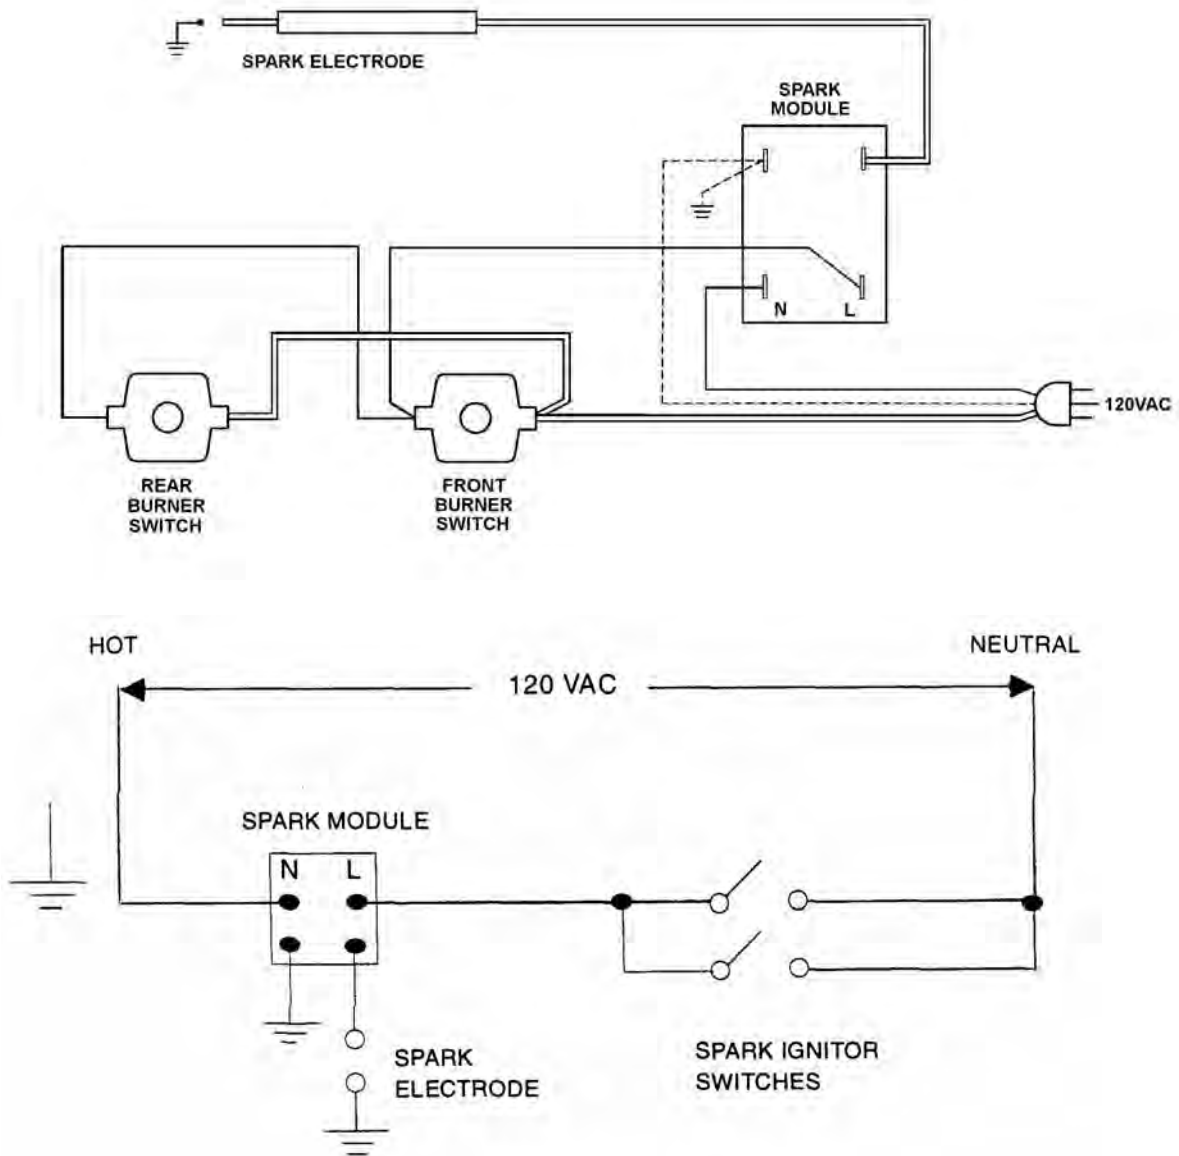 SPARK ELECTRODE
SPARK
MODULE
N
L
120VAC
REAR
BURNER
SWITCH
FRONT
BURNER
SWITCH
HOT
NEUTRAL
120 VAC
SPARK MODULE
N L
SPARK
ELECTRODE
SPARK IGNITOR
SWITCHES